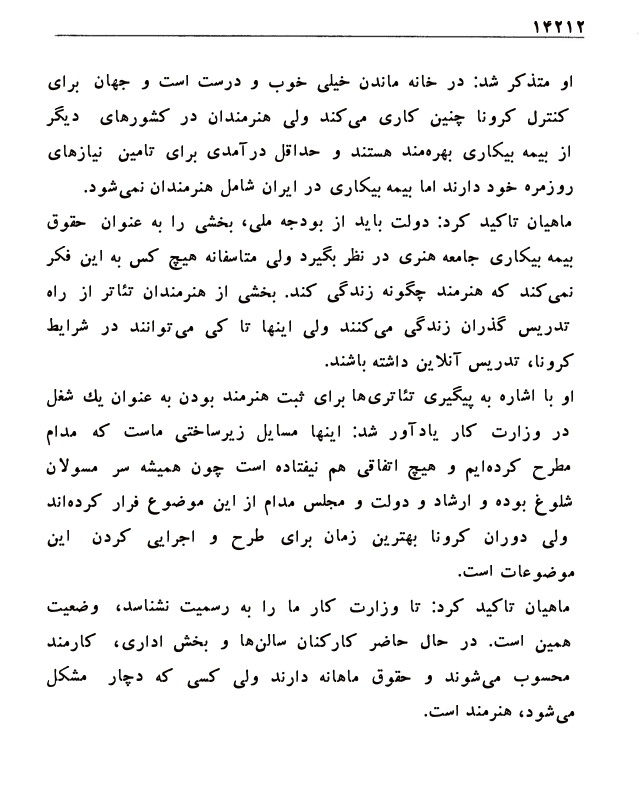 ۱۴۲۱۲
او متذکر شد: در خانه ماندن خیلی خوب و درست است و جهان برای
کنترل کرونا چنین کاری می‌کند ولی هنرمندان در کشورهای دیگر
از بیمه بیکاری بهره‌مند هستند و حداقل درآمدی برای تامین نیازهای
روزمره خود دارند اما بیمه بیکاری در ایران شامل هنرمندان نمی‌شود.
ماهیان تاکید کرد: دولت باید از بودجه ملی، بخشی را به عنوان حقوق
بیمه بیکاری جامعه هنری در نظر بگیرد ولی متاسفانه هیچ کس به این فکر
نمی‌کند که هنرمند چگونه زندگی کند. بخشی از هنرمندان تئاتر از راه
تدریس گذران زندگی می‌کنند ولی اینها تا کی می‌توانند در شرایط
کرونا، تدریس آنلاین داشته باشند.
او با اشاره به پیگیری تئاتری‌ها برای ثبت هنرمند بودن به عنوان یك شغل
در وزارت کار یادآور شد: اینها مسایل زیرساختی ماست که مدام
مطرح کرده‌ایم و هیچ اتفاقی هم نیفتاده است چون همیشه سر مسولان
شلوغ بوده و ارشاد و دولت و مجلس مدام از این موضوع فرار کرده‌اند
ولی دوران کرونا بهترین زمان برای طرح و اجرایی کردن این
موضوعات است.
ماهیان تاکید کرد: تا وزارت کار ما را به رسمیت نشناسد، وضعیت
همین است. در حال حاضر کارکنان سالن‌ها و بخش اداری، کارمند
محسوب می‌شوند و حقوق ماهانه دارند ولی کسی که دچار مشکل
می‌شود، هنرمند است.